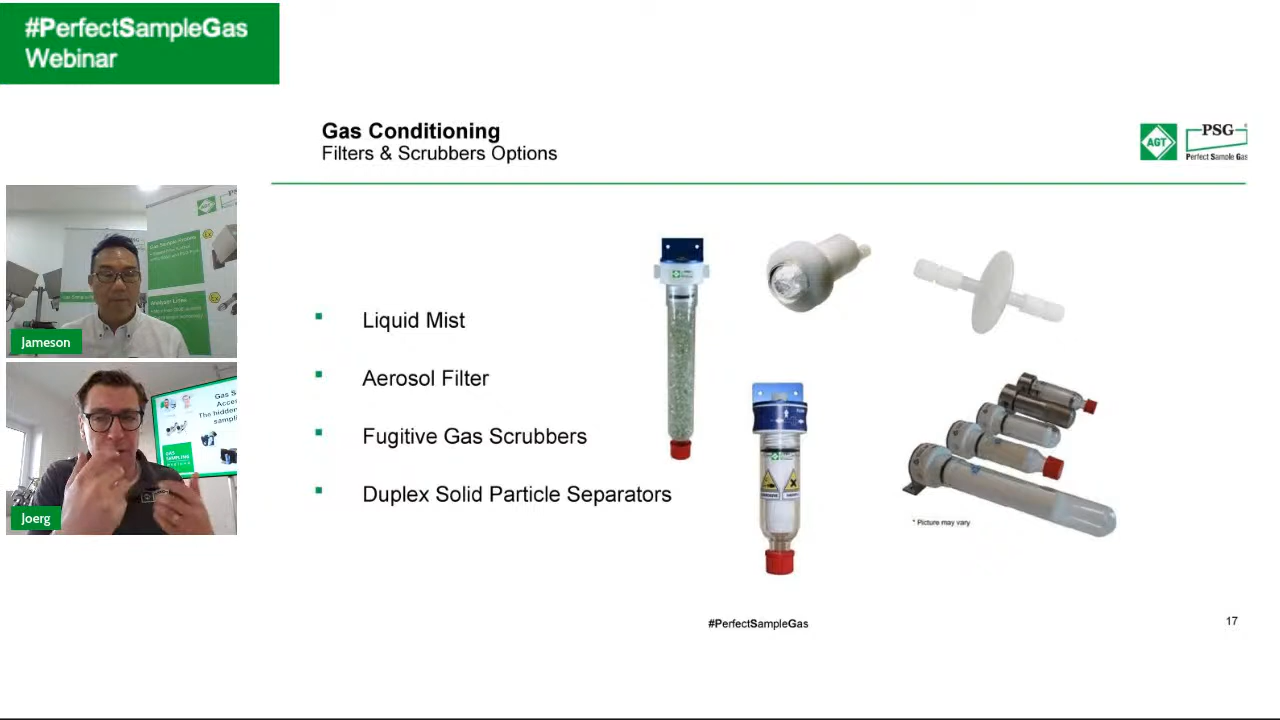 #PerfectSampleGas
Webinar
Gas Conditioning
Filters & Scrubbers Options
AGT
PSG
Perfect Sample Gas
Jameson
Joerg
Liquid Mist
Aerosol Filter
Fugitive Gas Scrubbers
Duplex Solid Particle Separators
* Picture may vary
#PerfectSampleGas
17